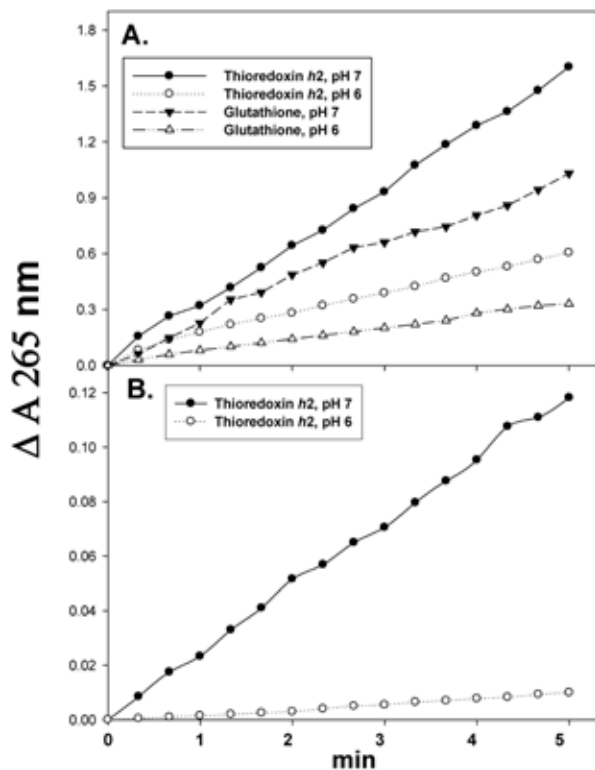 A.
Thioredoxin h2, pH 7
Thioredoxin h2, pH 6
Glutathione, pH 7
Glutathione, pH 6
1.8
1.5
1.2
0.9
0.6
0.3
0.0
B.
Thioredoxin h2, pH 7
Thioredoxin h2, pH 6
0.12
0.10
0.08
0.06
0.04
0.02
0.00
0 1 2 3 4 5
min
Δ A 265 nm